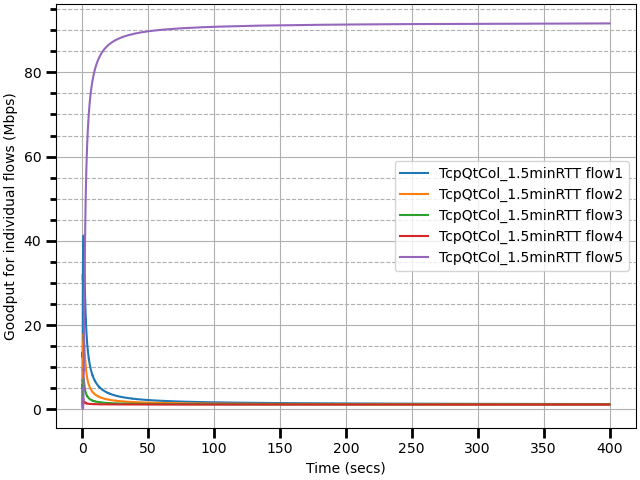 Goodput for individual flows (Mbps)
80
60
40
20
0
TcpQtCol_1.5minRTT flow1
TcpQtCol_1.5minRTT flow2
TcpQtCol_1.5minRTT flow3
TcpQtCol_1.5minRTT flow4
TcpQtCol_1.5minRTT flow5
0 50 100 150 200 250 300 350 400
Time (secs)